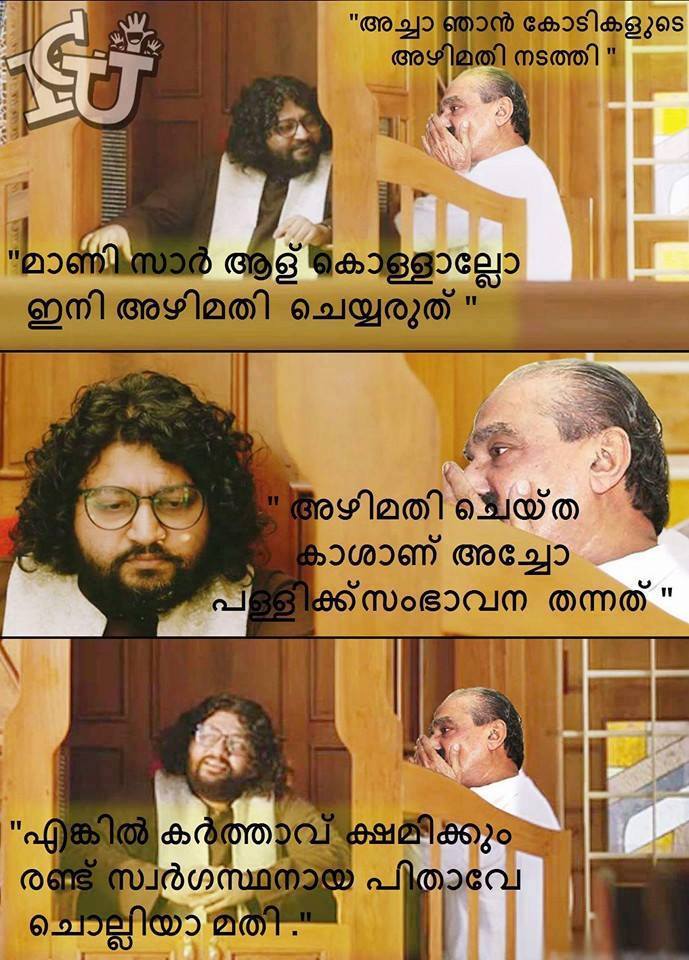 ICU
"അച്ചാ ഞാൻ കോടികളുടെ
അഴിമതി നടത്തി "
"മാണി സാർ ആള് കൊള്ളാല്ലോ
ഇനി അഴിമതി ചെയ്യരുത് "
" അഴിമതി ചെയ്ത
കാശാണ് അച്ചോ
പള്ളിക്ക് സംഭാവന തന്നത് "
"എങ്കിൽ കർത്താവ് ക്ഷമിക്കും
രണ്ട് സ്വർഗസ്ഥനായ പിതാവേ
ചൊല്ലിയാ മതി ."